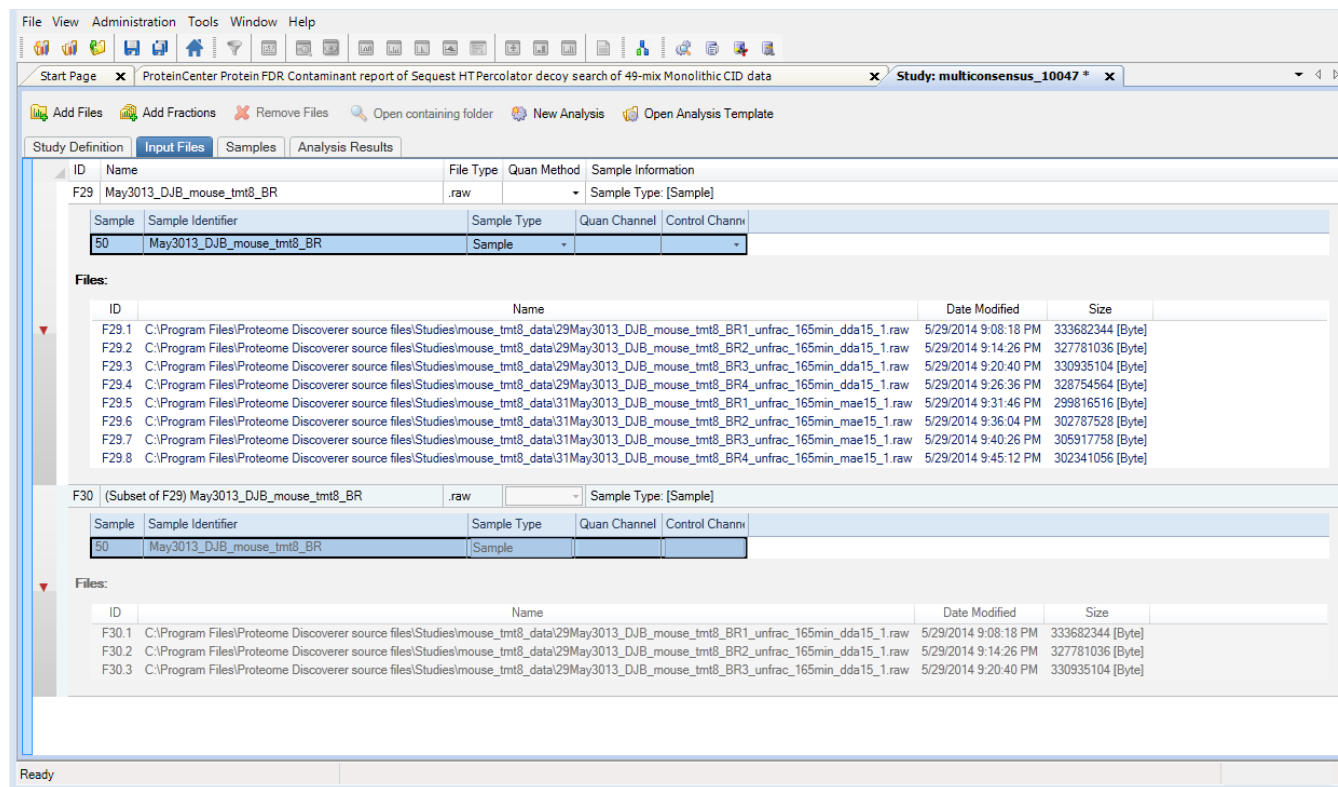 File View Administration Tools Window Help
Start Page x ProteinCenter Protein FDR Contaminant report of Sequest HT Percolator decoy search of 49-mix Monolithic CID data x Study: multiconsensus_10047 * x
Add Files Add Fractions Remove Files Open containing folder New Analysis Open Analysis Template
Study Definition Input Files Samples Analysis Results
ID Name File Type Quan Method Sample Information
F29 May3013_DJB_mouse_tmt8_BR .raw Sample Type: [Sample]
Sample Sample Identifier Sample Type Quan Channel Control Chann
50 May3013_DJB_mouse_tmt8_BR Sample
Files:
ID Name Date Modified Size
F29.1 C:\Program Files\Proteome Discoverer source files\Studies\mouse_tmt8_data\29May3013_DJB_mouse_tmt8_BR1_unfrac_165min_dda15_1.raw 5/29/2014 9:08:18 PM 333682344 [Byte]
F29.2 C:\Program Files\Proteome Discoverer source files\Studies\mouse_tmt8_data\29May3013_DJB_mouse_tmt8_BR2_unfrac_165min_dda15_1.raw 5/29/2014 9:14:26 PM 327781036 [Byte]
F29.3 C:\Program Files\Proteome Discoverer source files\Studies\mouse_tmt8_data\29May3013_DJB_mouse_tmt8_BR3_unfrac_165min_dda15_1.raw 5/29/2014 9:20:40 PM 330935104 [Byte]
F29.4 C:\Program Files\Proteome Discoverer source files\Studies\mouse_tmt8_data\29May3013_DJB_mouse_tmt8_BR4_unfrac_165min_dda15_1.raw 5/29/2014 9:26:36 PM 328754564 [Byte]
F29.5 C:\Program Files\Proteome Discoverer source files\Studies\mouse_tmt8_data\31May3013_DJB_mouse_tmt8_BR1_unfrac_165min_mae15_1.raw 5/29/2014 9:31:46 PM 299816516 [Byte]
F29.6 C:\Program Files\Proteome Discoverer source files\Studies\mouse_tmt8_data\31May3013_DJB_mouse_tmt8_BR2_unfrac_165min_mae15_1.raw 5/29/2014 9:36:04 PM 302787528 [Byte]
F29.7 C:\Program Files\Proteome Discoverer source files\Studies\mouse_tmt8_data\31May3013_DJB_mouse_tmt8_BR3_unfrac_165min_mae15_1.raw 5/29/2014 9:40:26 PM 305917758 [Byte]
F29.8 C:\Program Files\Proteome Discoverer source files\Studies\mouse_tmt8_data\31May3013_DJB_mouse_tmt8_BR4_unfrac_165min_mae15_1.raw 5/29/2014 9:45:12 PM 302341056 [Byte]
F30 (Subset of F29) May3013_DJB_mouse_tmt8_BR .raw Sample Type: [Sample]
Sample Sample Identifier Sample Type Quan Channel Control Chann
50 May3013_DJB_mouse_tmt8_BR Sample
Files:
ID Name Date Modified Size
F30.1 C:\Program Files\Proteome Discoverer source files\Studies\mouse_tmt8_data\29May3013_DJB_mouse_tmt8_BR1_unfrac_165min_dda15_1.raw 5/29/2014 9:08:18 PM 333682344 [Byte]
F30.2 C:\Program Files\Proteome Discoverer source files\Studies\mouse_tmt8_data\29May3013_DJB_mouse_tmt8_BR2_unfrac_165min_dda15_1.raw 5/29/2014 9:14:26 PM 327781036 [Byte]
F30.3 C:\Program Files\Proteome Discoverer source files\Studies\mouse_tmt8_data\29May3013_DJB_mouse_tmt8_BR3_unfrac_165min_dda15_1.raw 5/29/2014 9:20:40 PM 330935104 [Byte]
Ready